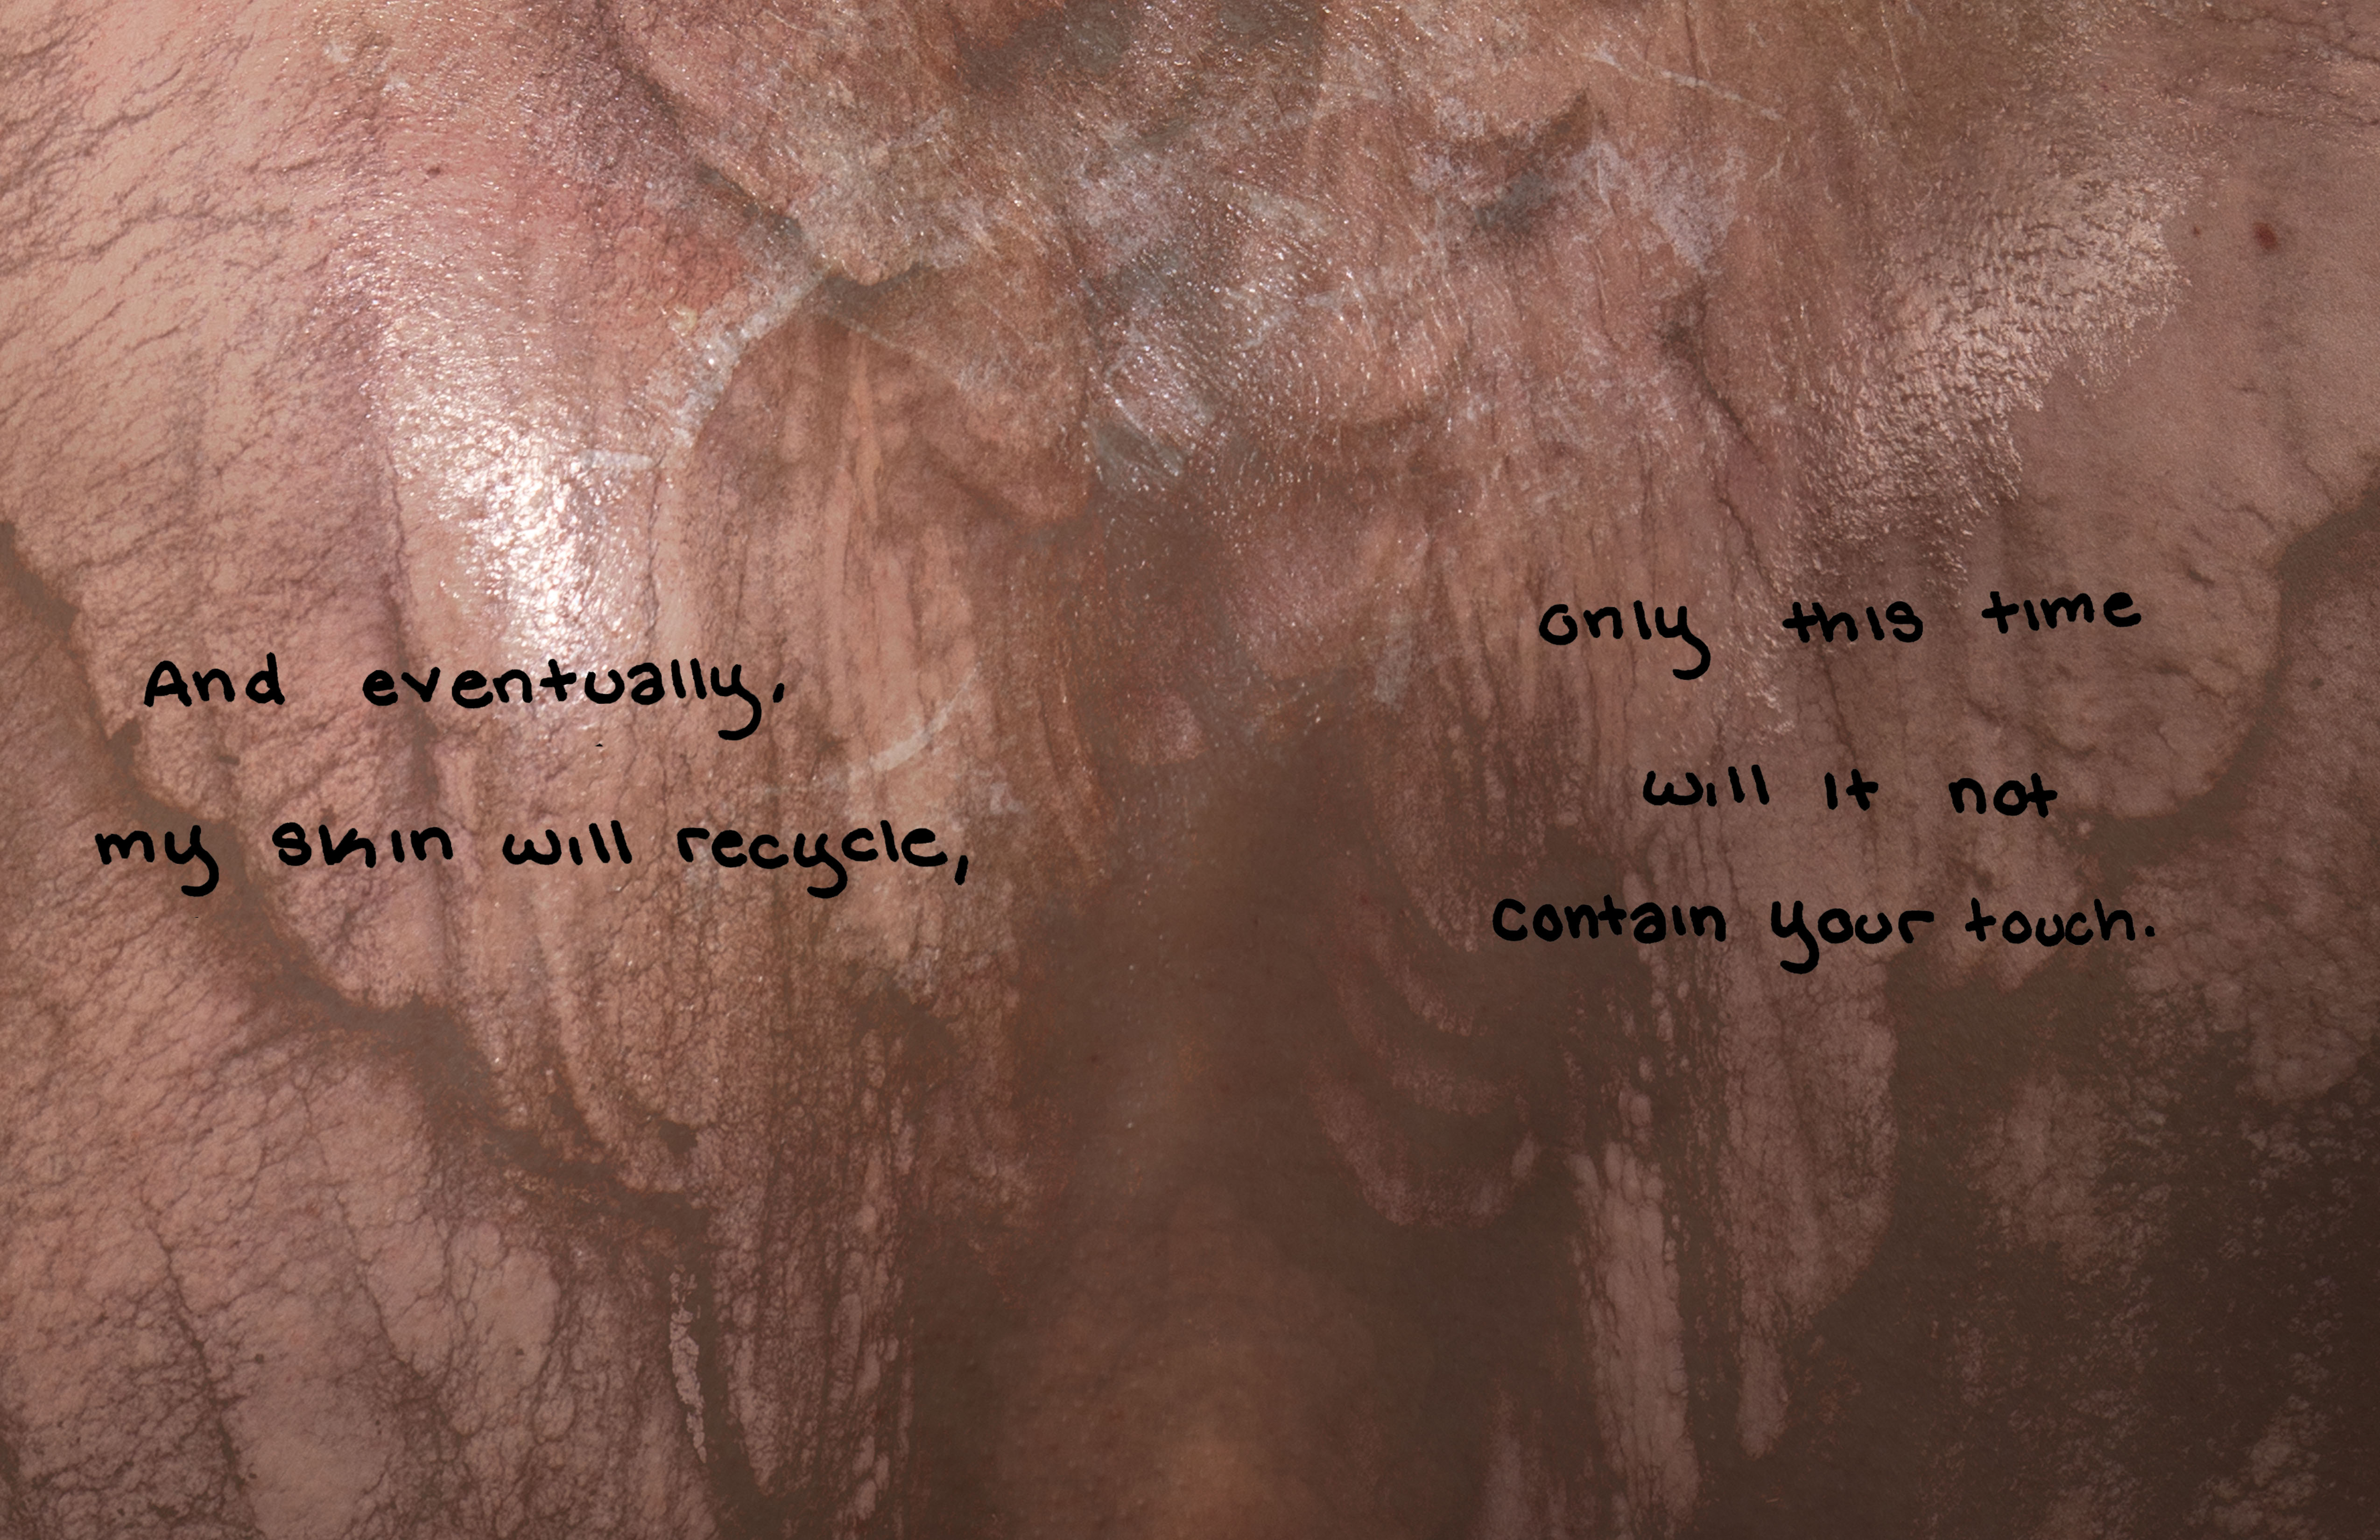 And eventually,
my skin will recycle,
only this time
will it not
contain your touch.